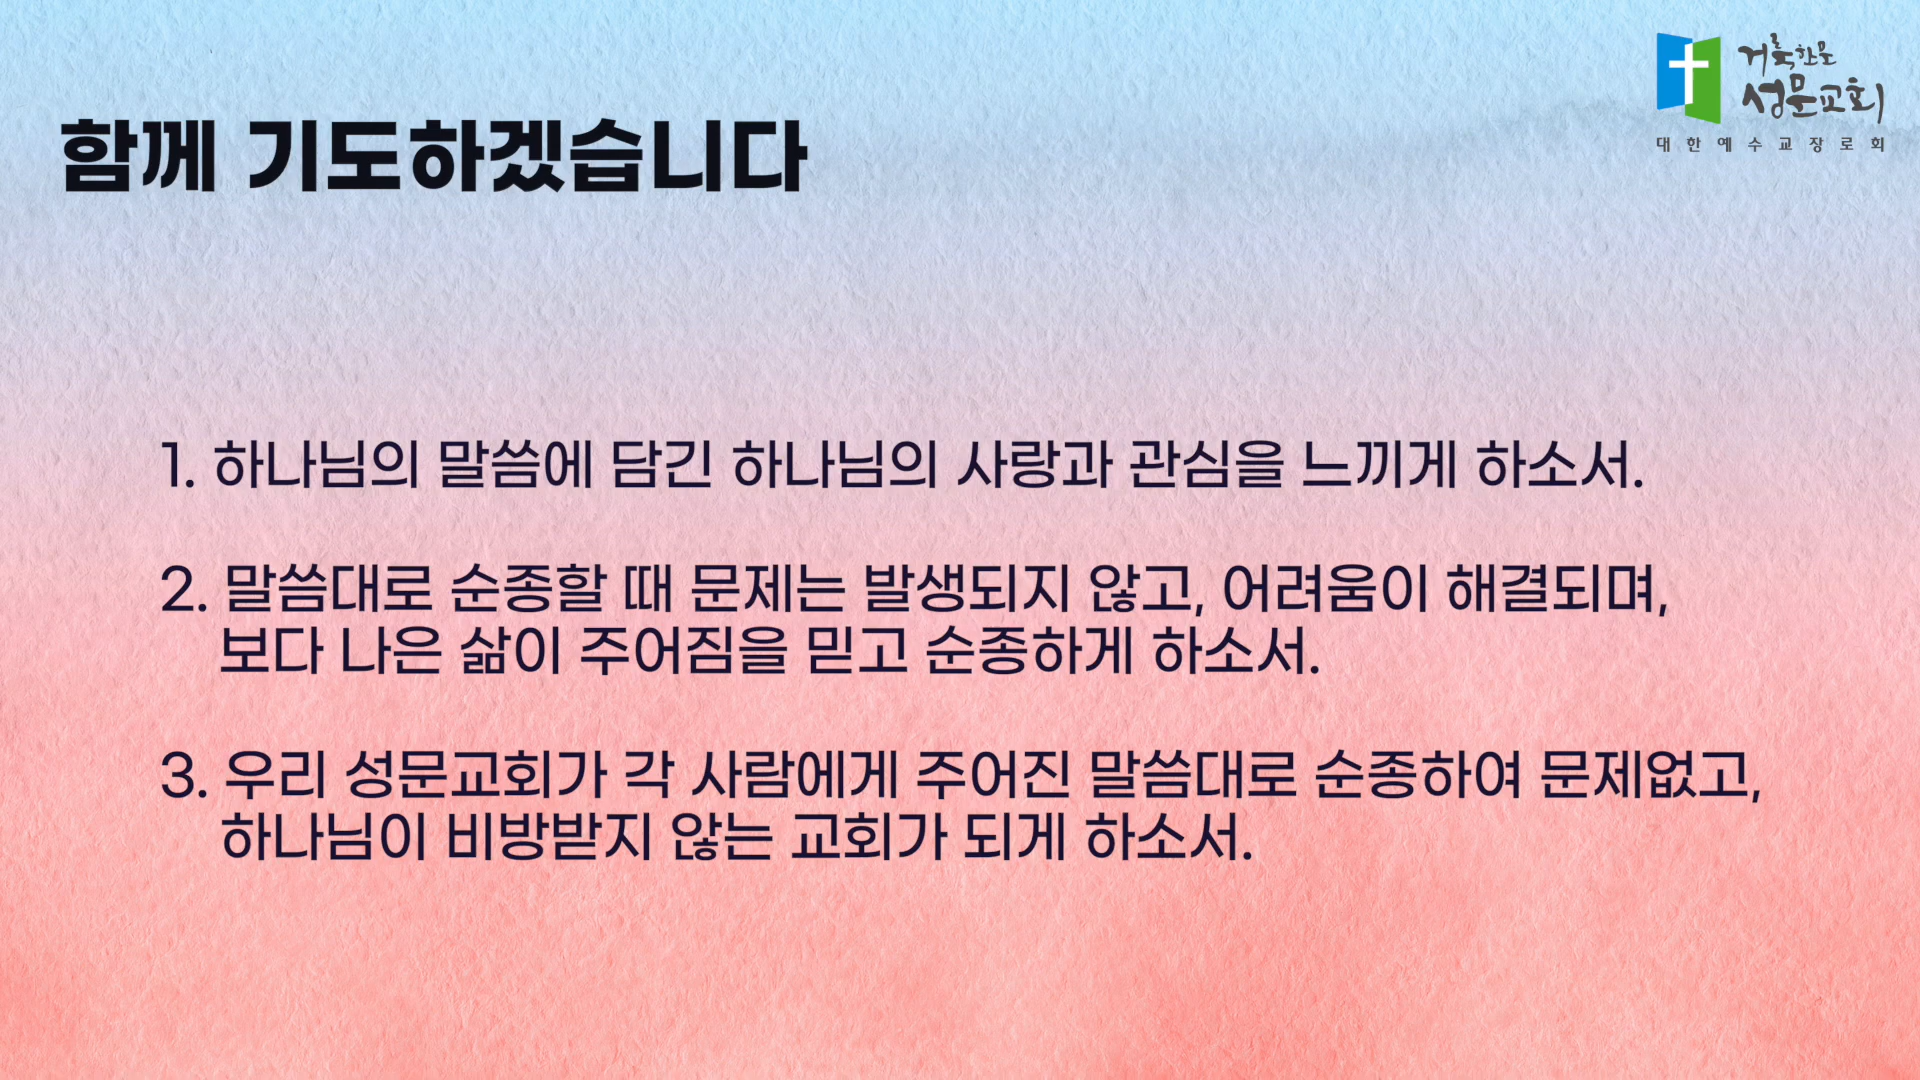 거룩한문
성문교회
대한예수교장로회
함께 기도하겠습니다
1. 하나님의 말씀에 담긴 하나님의 사랑과 관심을 느끼게 하소서.
2. 말씀대로 순종할 때 문제는 발생되지 않고, 어려움이 해결되며,
보다 나은 삶이 주어짐을 믿고 순종하게 하소서.
3. 우리 성문교회가 각 사람에게 주어진 말씀대로 순종하여 문제없고,
하나님이 비방받지 않는 교회가 되게 하소서.